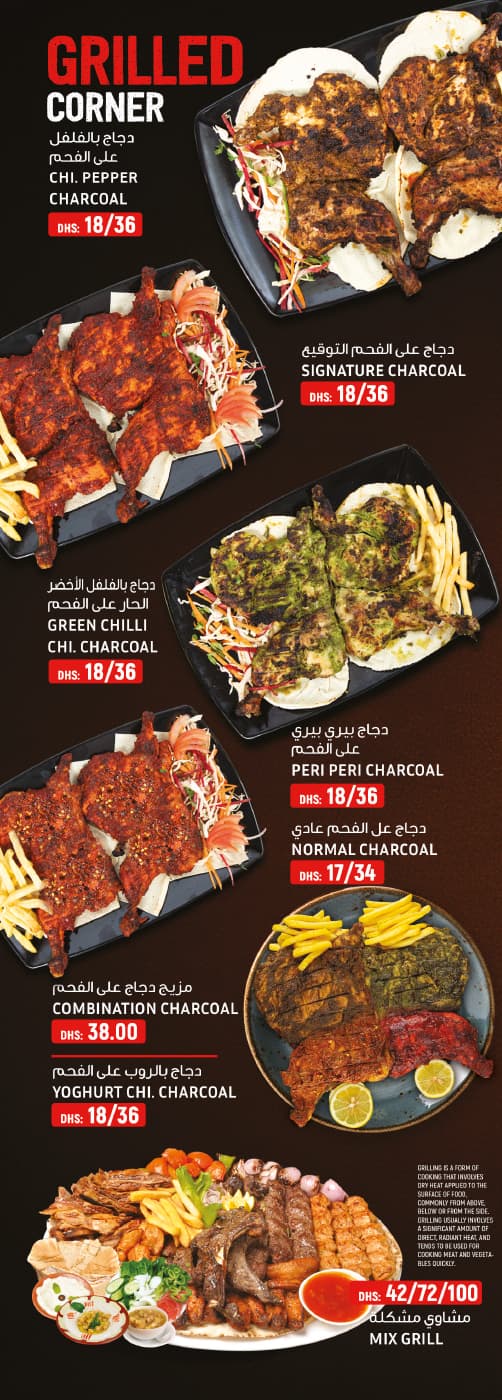 GRILLED
CORNER
دجاج بالفلفل
على الفحم
CHI. PEPPER
CHARCOAL
DHS: 18/36
دجاج على الفحم التوقيع
SIGNATURE CHARCOAL
DHS: 18/36
دجاج بالفلفل الأخضر
الحار على الفحم
GREEN CHILLI
CHI. CHARCOAL
DHS: 18/36
دجاج بيري بيري
على الفحم
PERI PERI CHARCOAL
DHS: 18/36
دجاج عل الفحم عادي
NORMAL CHARCOAL
DHS: 17/34
مزيج دجاج على الفحم
COMBINATION CHARCOAL
DHS: 38.00
دجاج بالروب على الفحم
YOGHURT CHI. CHARCOAL
DHS: 18/36
GRILLING IS A FORM OF
COOKING THAT INVOLVES
DRY HEAT APPLIED TO THE
SURFACE OF FOOD,
COMMONLY FROM ABOVE,
BELOW OR FROM THE SIDE.
GRILLING USUALLY INVOLVES
A SIGNIFICANT AMOUNT OF
DIRECT, RADIANT HEAT, AND
TENDS TO BE USED FOR
COOKING MEAT AND VEGETA-
BLES QUICKLY.
DHS: 42/72/100
مشاوي مشكلة
MIX GRILL